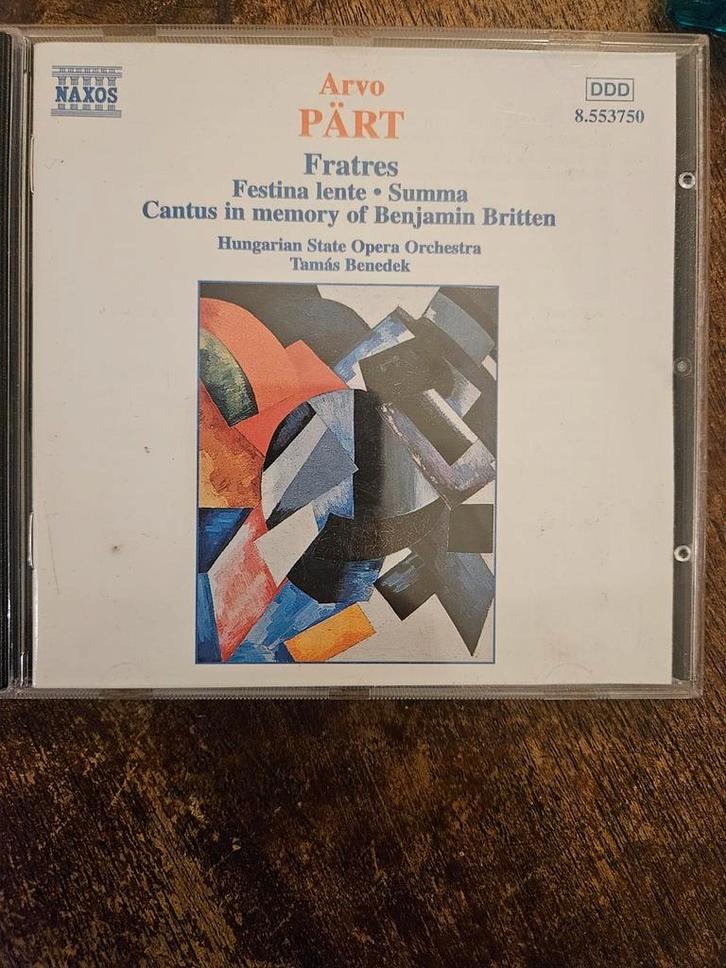 NAXOS
Arvo
PÄRT
DDD
8.553750
Fratres
Festina lente • Summa
Cantus in memory of Benjamin Britten
Hungarian State Opera Orchestra
Tamás Benedek